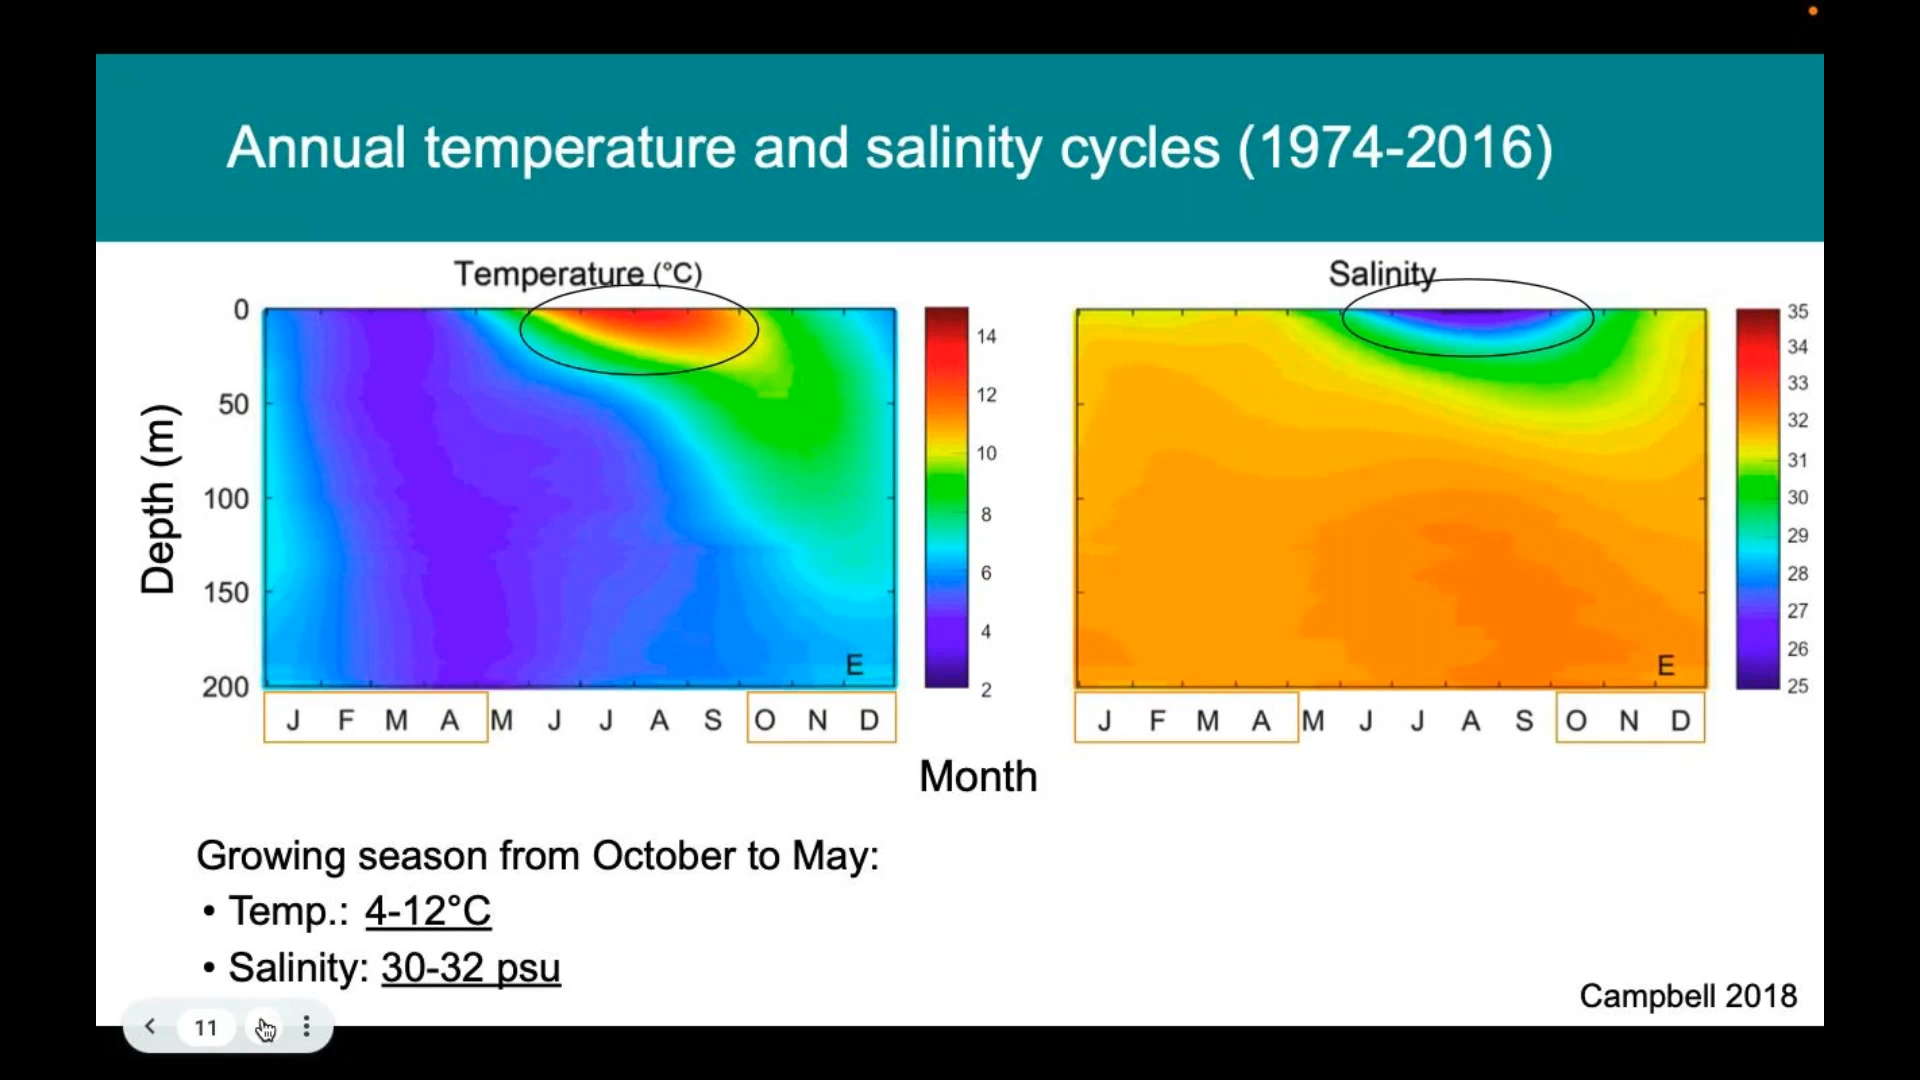 Annual temperature and salinity cycles (1974-2016)
Temperature (°C)
Salinity
Depth (m)
0
50
100
150
200
14
12
10
8
6
4
2
E
J F M A M J J A S O N D
35
34
33
32
31
30
29
28
27
26
25
E
J F M A M J J A S O N D
Month
Growing season from October to May:
• Temp.: 4-12°C
• Salinity: 30-32 psu
Campbell 2018
11